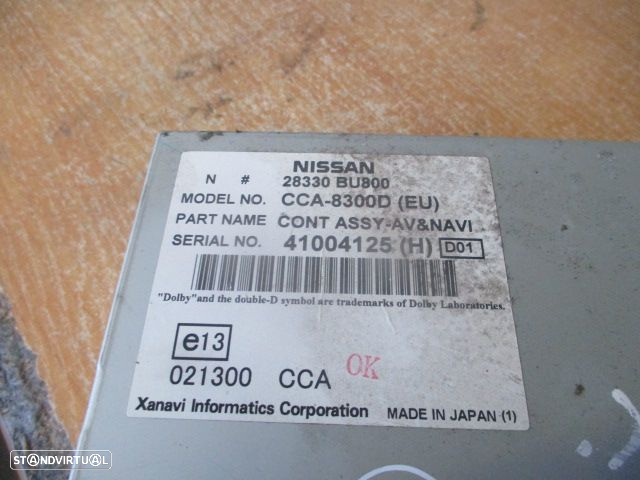 NISSAN
N # 28330 BU800
MODEL NO. CCA-8300D (EU)
PART NAME CONT ASSY-AV&NAVI
SERIAL NO. 41004125 (H) D01
"Dolby"and the double-D symbol are trademarks of Dolby Laboratories.
e13
021300 CCA OK
Xanavi Informatics Corporation MADE IN JAPAN (1)
STANDVIRTUAL